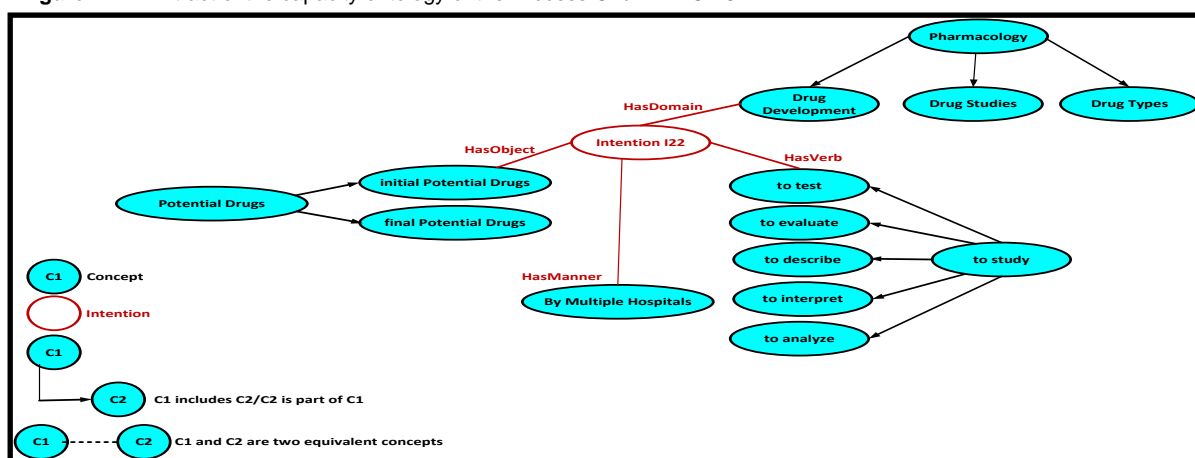 Pharmacology
Drug
Development
Drug Studies
Drug Types
HasDomain
Intention I22
HasObject
HasVerb
initial Potential Drugs
to test
Potential Drugs
final Potential Drugs
to evaluate
to describe
to study
HasManner
C1
Concept
By Multiple Hospitals
to interpret
Intention
to analyze
C1
C2
C1 includes C2/C2 is part of C1
C1
C2
C1 and C2 are two equivalent concepts